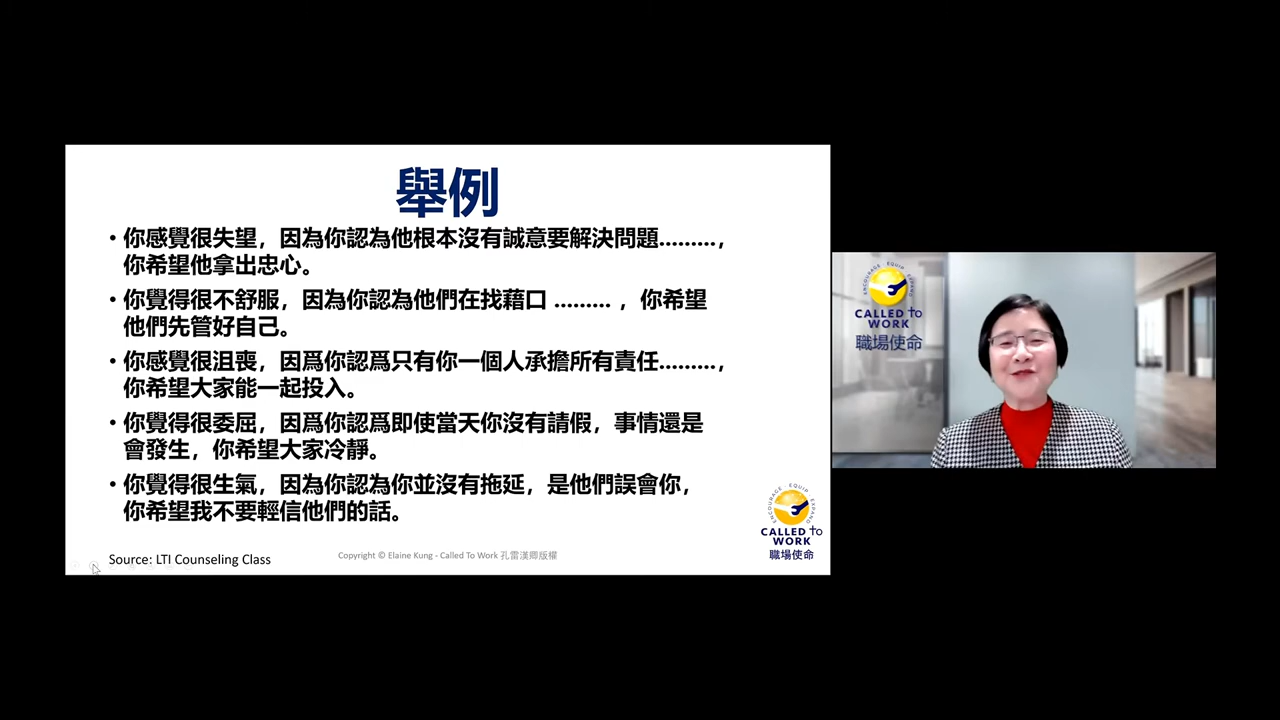 舉例
• 你感覺很失望，因為你認為他根本沒有誠意要解決問題………，
你希望他拿出忠心。
• 你覺得很不舒服，因為你認為他們在找藉口 ……… ，你希望
他們先管好自己。
• 你感覺很沮喪，因爲你認爲只有你一個人承擔所有責任………，
你希望大家能一起投入。
• 你覺得很委屈，因爲你認爲即使當天你沒有請假，事情還是
會發生，你希望大家冷靜。
• 你覺得很生氣，因為你認為你並沒有拖延，是他們誤會你，
你希望我不要輕信他們的話。
Source: LTI Counseling Class
Copyright © Elaine Kung - Called To Work 孔雷漢卿版權
ENCOURAGE · EQUIP · EXPAND
CALLED to
WORK
職場使命
ENCOURAGE EQUIP EXPAND
CALLED to
WORK
職場使命